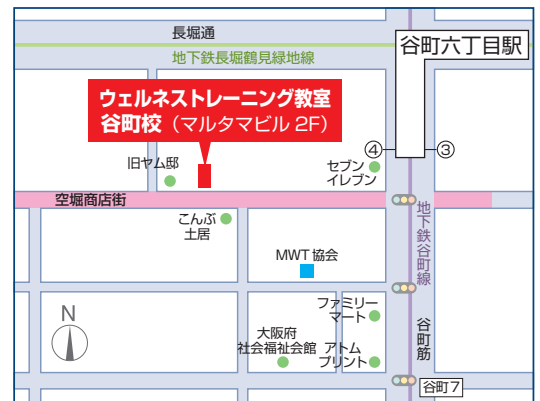 長堀通
地下鉄長堀鶴見緑地線
谷町六丁目駅
ウェルネストレーニング教室
谷町校（マルタマビル 2F）
④
③
旧ヤム邸
セブン
イレブン
空堀商店街
こんぶ
土居
地下鉄谷町線
MWT 協会
ファミリー
マート
N
大阪府
社会福祉会館
アトム
プリント
谷町筋
谷町7